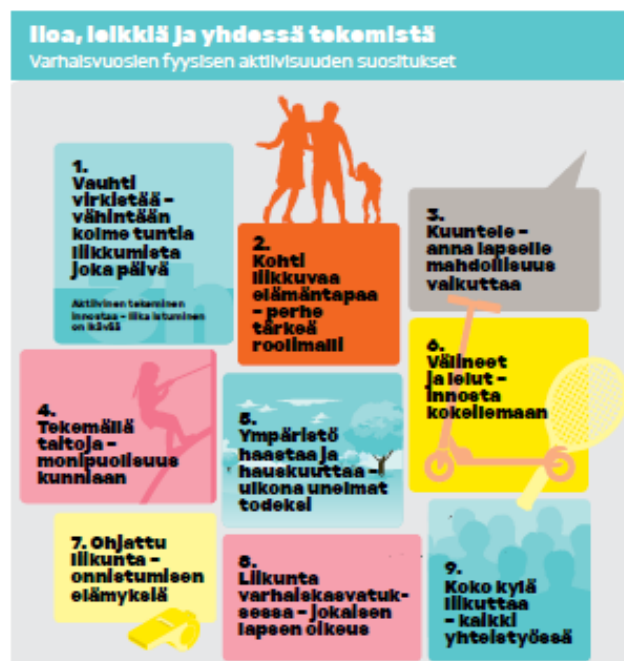 Iloa, leikkiä ja yhdessä tekemistä
Varhaisvuosien fyysisen aktiivisuuden suositukset
1.
Vauhti
virkistää –
vähintään
kolme tuntia
liikkumista
joka päivä
Aktiivinen tekeminen
innostaa – liika istuminen
on ikävää
3h
2.
Kohti
liikkuvaa
elämäntapaa
– perhe
tärkeä
roolimalli
3.
Kuuntele –
anna lapselle
mahdollisuus
vaikuttaa
4.
Tekemällä
taitoja –
monipuolisuus
kunniaan
5.
Ympäristö
haastaa ja
hauskuuttaa –
ulkona unelmat
todeksi
6.
Välineet
ja lelut –
innosta
kokeilemaan
7. Ohjattu
liikunta –
onnistumisen
elämyksiä
8.
Liikunta
varhaiskasvatuk-
sessa – jokaisen
lapsen oikeus
9.
Koko kylä
liikuttaa
– kaikki
yhteistyössä